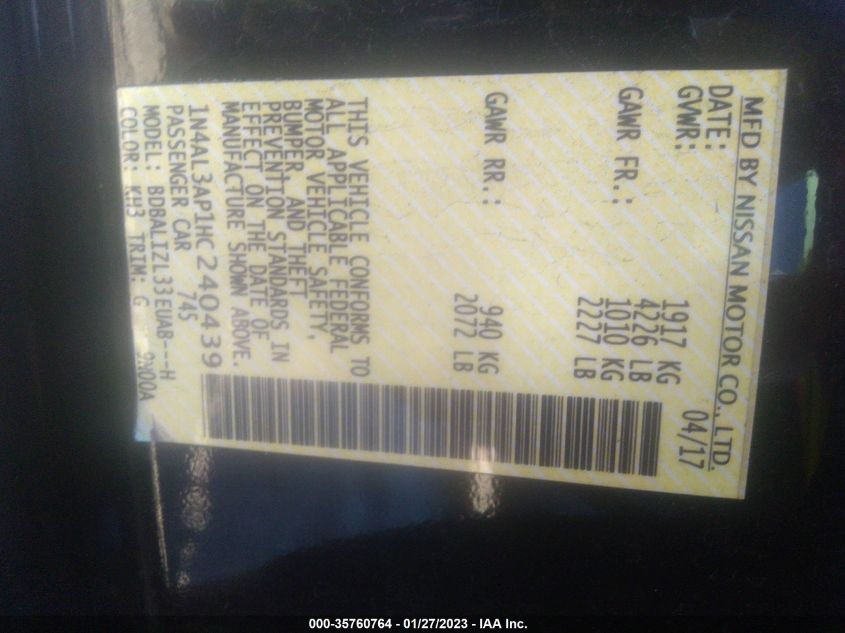 MFD BY NISSAN MOTOR CO., LTD.
DATE: 04/17
GVWR: 1917 KG
4226 LB
GAWR FR.: 1010 KG
2227 LB
GAWR RR.: 940 KG
2072 LB
THIS VEHICLE CONFORMS TO
ALL APPLICABLE FEDERAL
MOTOR VEHICLE SAFETY,
BUMPER, AND THEFT
PREVENTION STANDARDS IN
EFFECT ON THE DATE OF
MANUFACTURE SHOWN ABOVE.
1N4AL3AP1HC240439
PASSENGER CAR 745
MODEL: BDBALIZL33EUAB---H
COLOR: KH3 TRIM: G
000-35760764 - 01/27/2023 - IAA Inc.